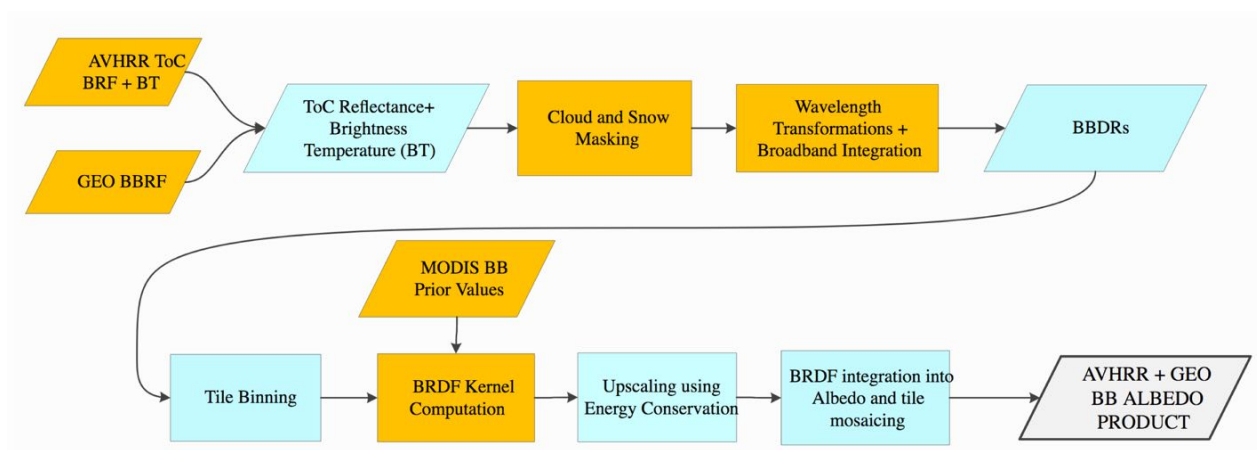 AVHRR ToC
BRF + BT
GEO BBRF
ToC Reflectance+
Brightness
Temperature (BT)
Cloud and Snow
Masking
Wavelength
Transformations +
Broadband Integration
BBDRs
MODIS BB
Prior Values
Tile Binning
BRDF Kernel
Computation
Upscaling using
Energy Conservation
BRDF integration into
Albedo and tile
mosaicing
AVHRR + GEO
BB ALBEDO
PRODUCT